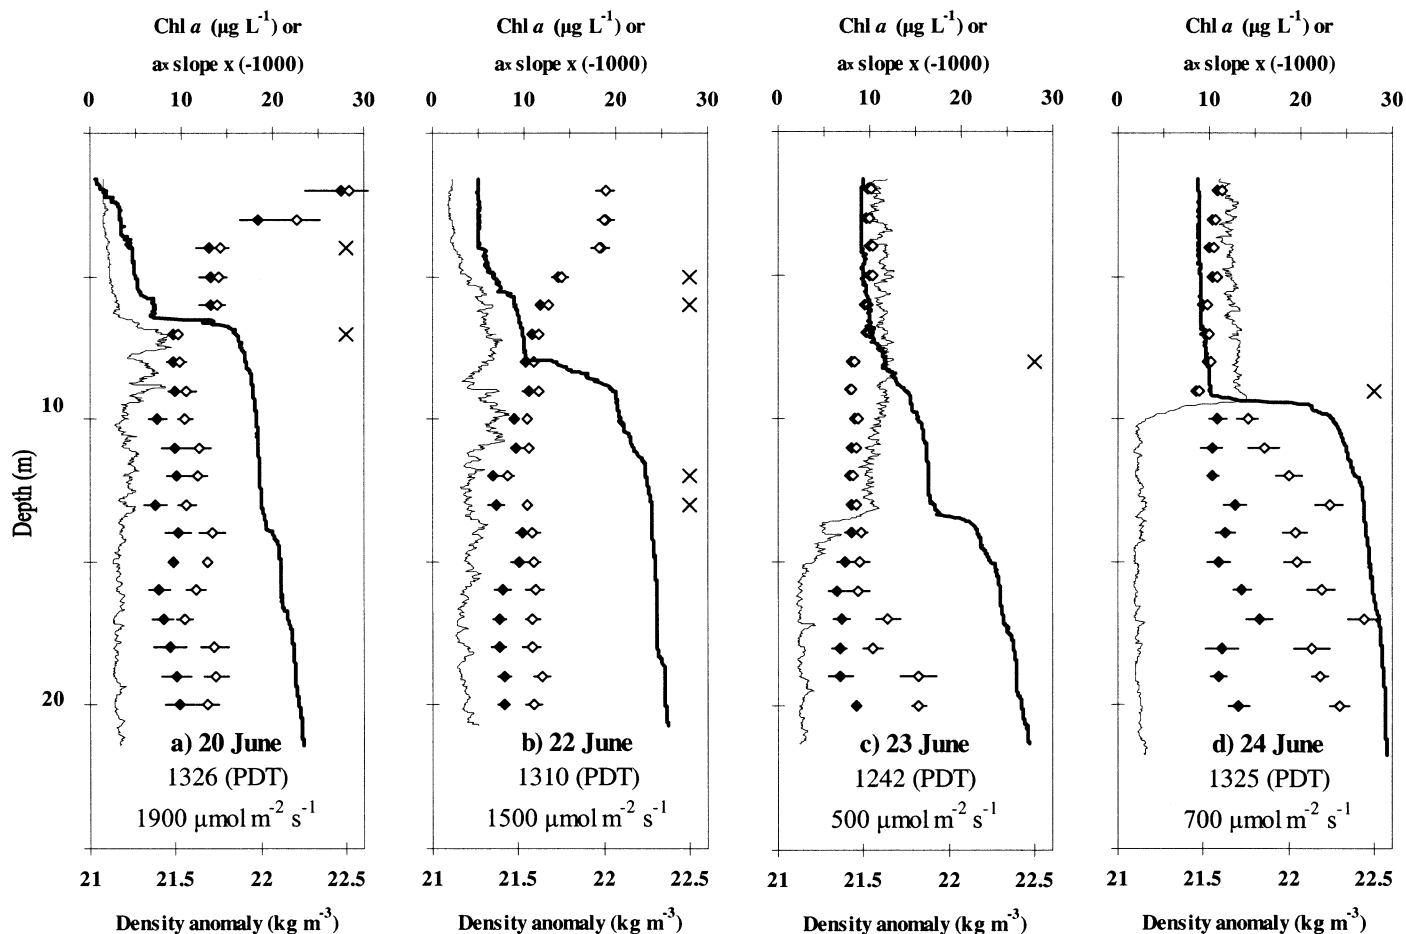 Chl a (µg L⁻¹) or
aˣ slope x (-1000)
0 10 20 30
Chl a (µg L⁻¹) or
aˣ slope x (-1000)
0 10 20 30
Chl a (µg L⁻¹) or
aˣ slope x (-1000)
0 10 20 30
Chl a (µg L⁻¹) or
aˣ slope x (-1000)
0 10 20 30
Depth (m)
10
20
a) 20 June
1326 (PDT)
1900 µmol m⁻² s⁻¹
b) 22 June
1310 (PDT)
1500 µmol m⁻² s⁻¹
c) 23 June
1242 (PDT)
500 µmol m⁻² s⁻¹
d) 24 June
1325 (PDT)
700 µmol m⁻² s⁻¹
21 21.5 22 22.5
Density anomaly (kg m⁻³)
21 21.5 22 22.5
Density anomaly (kg m⁻³)
21 21.5 22 22.5
Density anomaly (kg m⁻³)
21 21.5 22 22.5
Density anomaly (kg m⁻³)